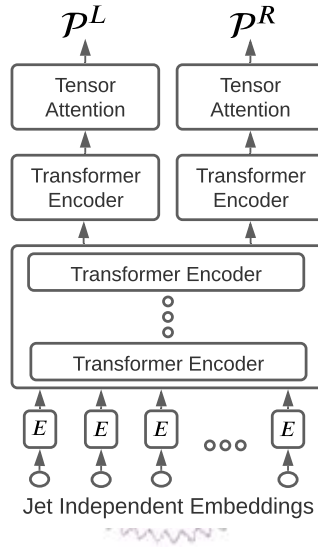 𝒫^L 𝒫^R
Tensor Attention Tensor Attention
Transformer Encoder Transformer Encoder
Transformer Encoder
Transformer Encoder
E E E E
Jet Independent Embeddings